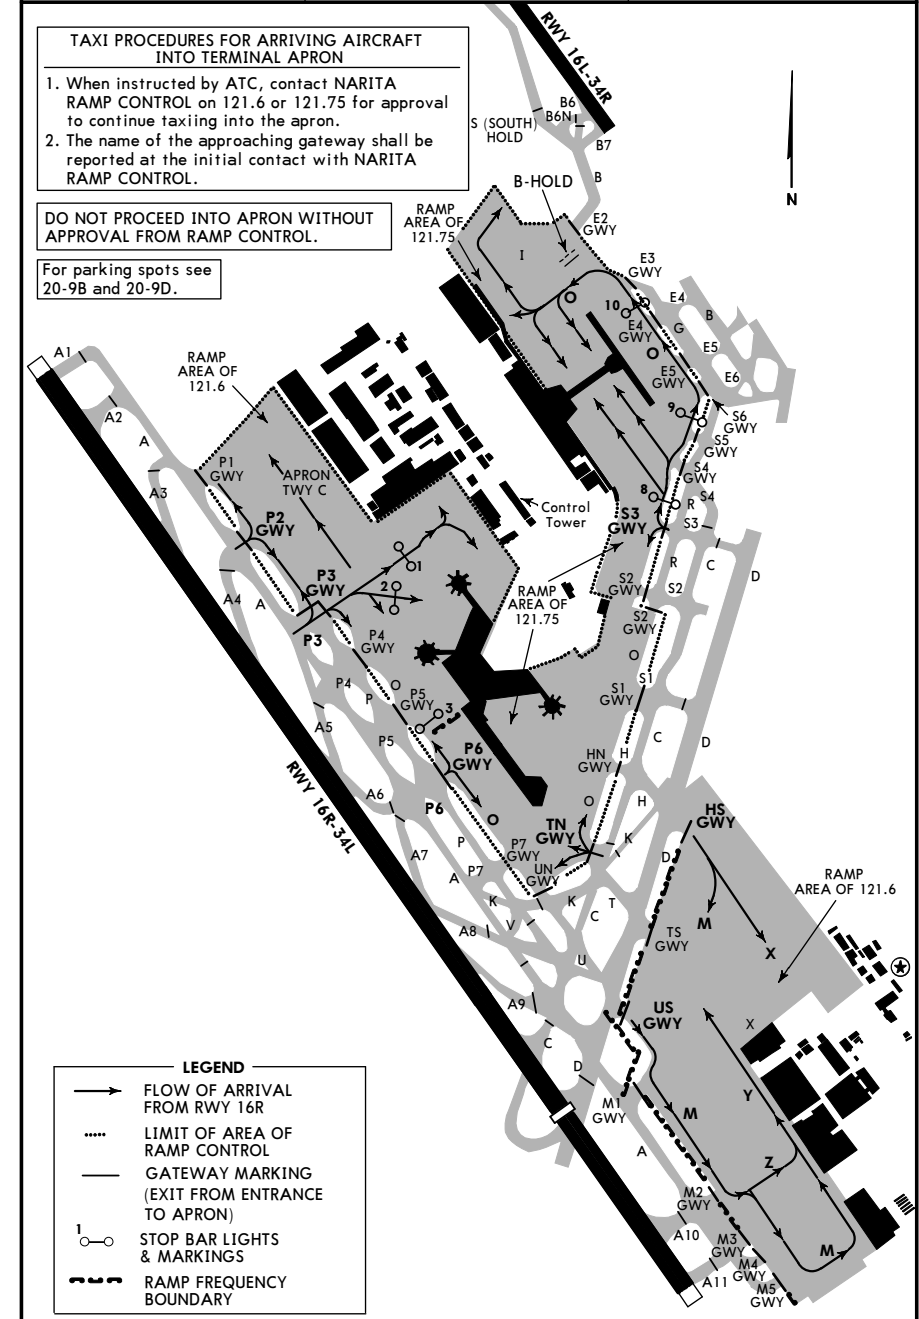 TAXI PROCEDURES FOR ARRIVING AIRCRAFT
INTO TERMINAL APRON
1. When instructed by ATC, contact NARITA
RAMP CONTROL on 121.6 or 121.75 for approval
to continue taxiing into the apron.
2. The name of the approaching gateway shall be
reported at the initial contact with NARITA
RAMP CONTROL.
DO NOT PROCEED INTO APRON WITHOUT
APPROVAL FROM RAMP CONTROL.
For parking spots see
20-9B and 20-9D.
RWY 16L-34R
B6
B6N
S (SOUTH)
HOLD
B7
B
B-HOLD
N
RAMP
AREA OF
121.75
E2
GWY
I
E3
GWY
10
E4
GWY
E4
B
G
E5
E5
GWY
E6
9
S6
GWY
S5
GWY
S4
GWY
8
S4
R
S3
S3
GWY
A1
RAMP
AREA OF
121.6
A2
A
A3
P1
GWY
APRON
TWY C
P2
GWY
Control
Tower
1
2
P3
GWY
A4
A
P3
P4
GWY
RAMP
AREA OF
121.75
S2
GWY
R
S2
C
D
S2
GWY
O
S1
S1
GWY
P4
P
O
P5
GWY
3
A5
P5
P6
GWY
C
D
HN
GWY
H
RWY 16R-34L
A6
P6
O
O
H
HS
GWY
TN
GWY
K
P
P7
GWY
UN
GWY
D
A7
A
P7
K
V
K
C
T
RAMP
AREA OF 121.6
M
X
TS
GWY
A8
U
A9
US
GWY
X
C
D
Y
M1
GWY
M
A
Z
M2
GWY
A10
M3
GWY
M4
GWY
M
A11
M5
GWY
LEGEND
FLOW OF ARRIVAL
FROM RWY 16R
LIMIT OF AREA OF
RAMP CONTROL
GATEWAY MARKING
(EXIT FROM ENTRANCE
TO APRON)
1
STOP BAR LIGHTS
& MARKINGS
RAMP FREQUENCY
BOUNDARY